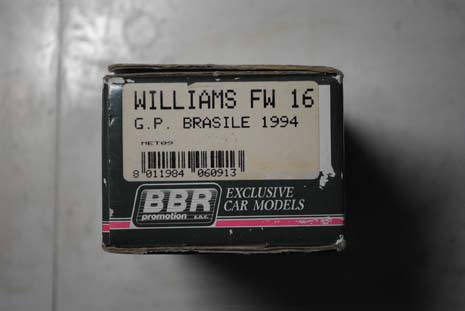 WILLIAMS FW 16
G.P. BRASILE 1994
MET09
8 011984 060913
BBR EXCLUSIVE
promotion s.n.c. CAR MODELS